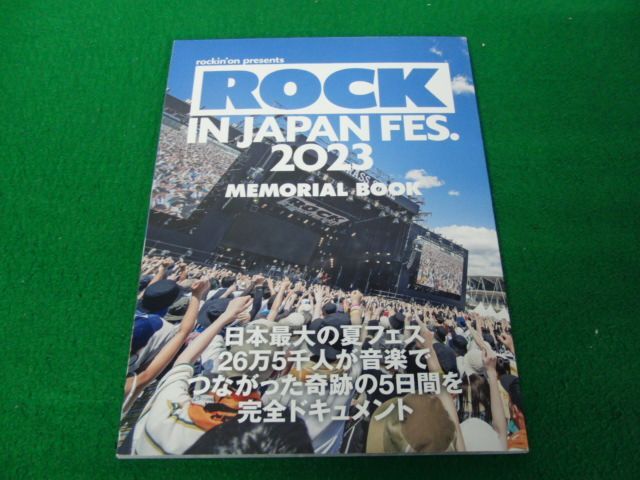 rockin'on presents
ROCK
IN JAPAN FES.
2023
MEMORIAL BOOK
ROCK
日本最大の夏フェス
26万5千人が音楽で
つながった奇跡の5日間を
完全ドキュメント